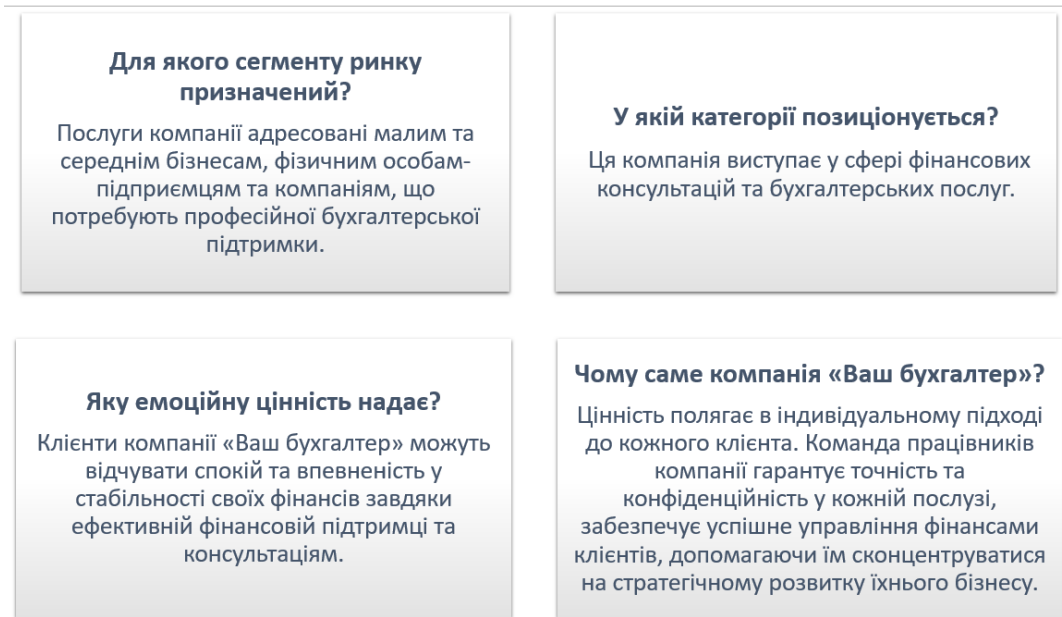 Для якого сегменту ринку
призначений?
Послуги компанії адресовані малим та
середнім бізнесам, фізичним особам-
підприємцям та компаніям, що
потребують професійної бухгалтерської
підтримки.
У якій категорії позиціонується?
Ця компанія виступає у сфері фінансових
консультацій та бухгалтерських послуг.
Яку емоційну цінність надає?
Клієнти компанії «Ваш бухгалтер» можуть
відчувати спокій та впевненість у
стабільності своїх фінансів завдяки
ефективній фінансовій підтримці та
консультаціям.
Чому саме компанія «Ваш бухгалтер»?
Цінність полягає в індивідуальному підході
до кожного клієнта. Команда працівників
компанії гарантує точність та
конфіденційність у кожній послузі,
забезпечує успішне управління фінансами
клієнтів, допомагаючи їм сконцентруватися
на стратегічному розвитку їхнього бізнесу.